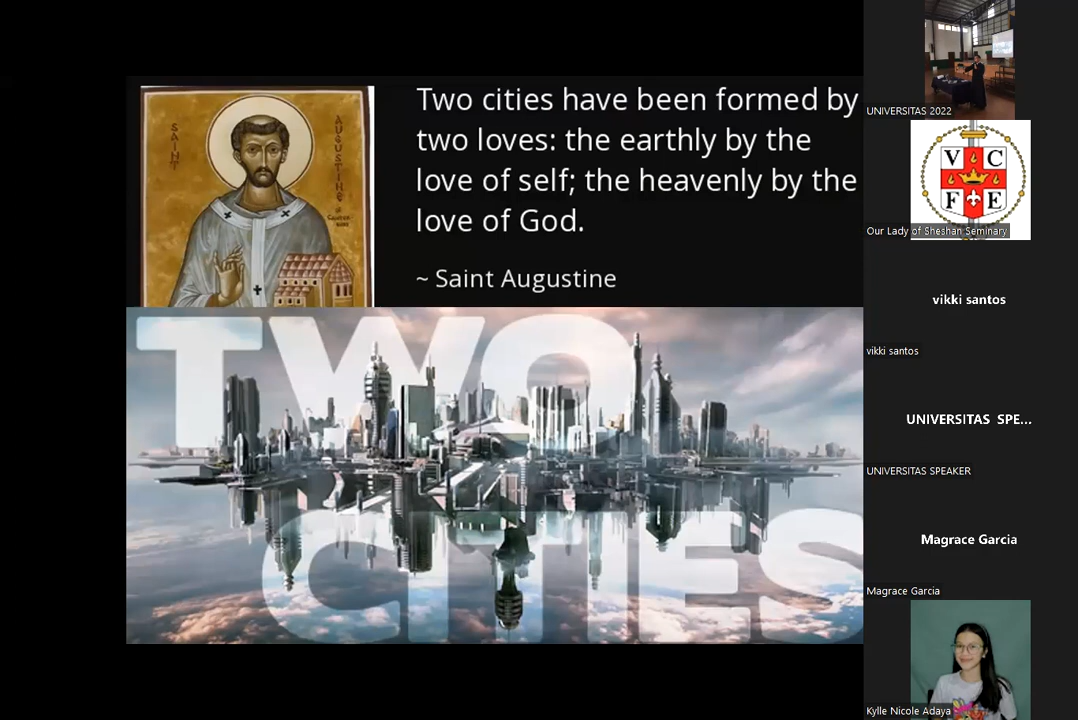 SAINT
AUGUSTINE
Two cities have been formed by
two loves: the earthly by the
love of self; the heavenly by the
love of God.
~ Saint Augustine
TWO
CITIES
UNIVERSITAS 2022
V C
F E
Our Lady of Sheshan Seminary
vikki santos
vikki santos
UNIVERSITAS SPE...
UNIVERSITAS SPEAKER
Magrace Garcia
Magrace Garcia
Kylle Nicole Adaya